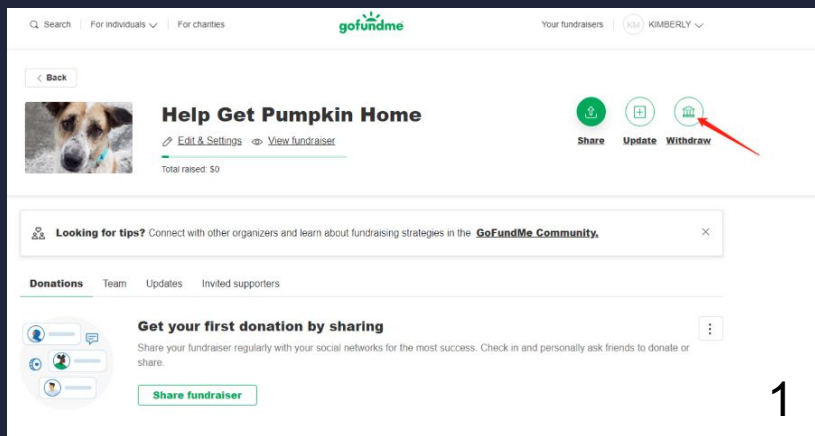 Search For individuals For charities gofundme Your fundraisers KM KIMBERLY
Back
Help Get Pumpkin Home
Edit & Settings View fundraiser
Share Update Withdraw
Total raised: $0
Looking for tips? Connect with other organizers and learn about fundraising strategies in the GoFundMe Community.
Donations Team Updates Invited supporters
Get your first donation by sharing
Share your fundraiser regularly with your social networks for the most success. Check in and personally ask friends to donate or
share.
Share fundraiser
1